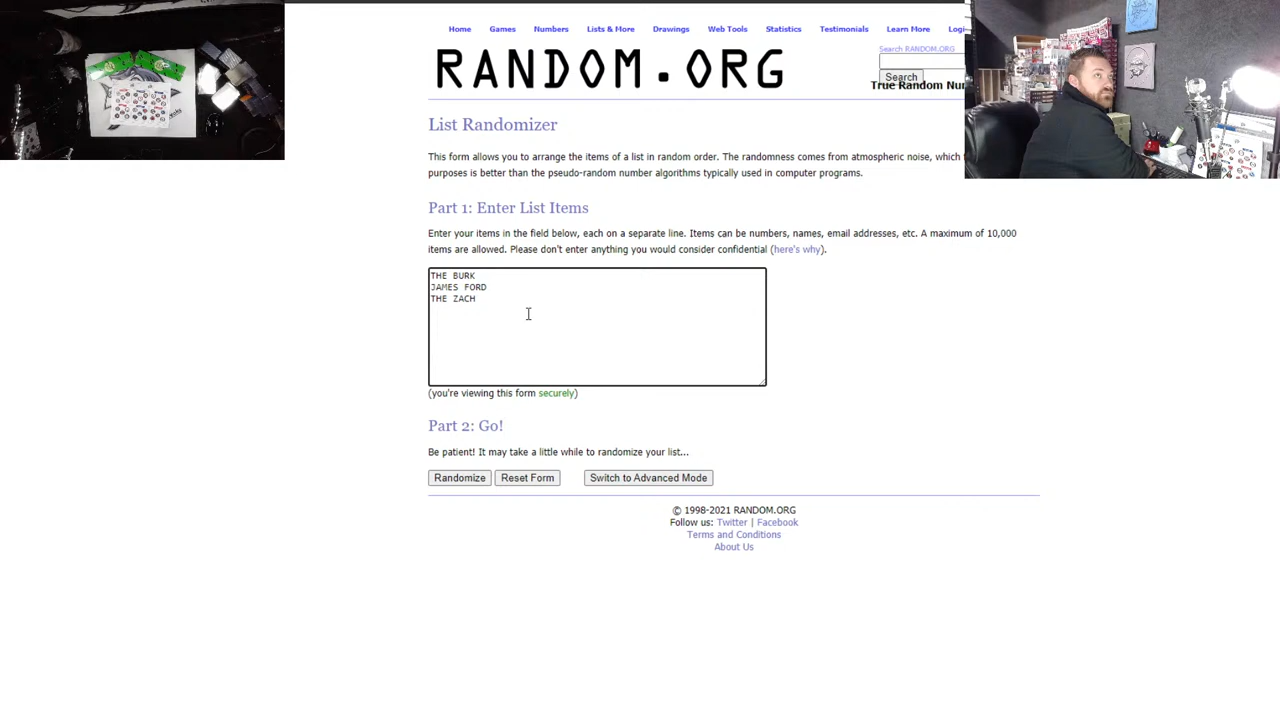 Home Games Numbers Lists & More Drawings Web Tools Statistics Testimonials Learn More Logi
Search RANDOM.ORG
RANDOM.ORG
Search
True Random Nu
List Randomizer
This form allows you to arrange the items of a list in random order. The randomness comes from atmospheric noise, which f
purposes is better than the pseudo-random number algorithms typically used in computer programs.
Part 1: Enter List Items
Enter your items in the field below, each on a separate line. Items can be numbers, names, email addresses, etc. A maximum of 10,000
items are allowed. Please don't enter anything you would consider confidential (here's why).
THE BURK
JAMES FORD
THE ZACH
(you're viewing this form securely)
Part 2: Go!
Be patient! It may take a little while to randomize your list...
Randomize Reset Form Switch to Advanced Mode
© 1998-2021 RANDOM.ORG
Follow us: Twitter | Facebook
Terms and Conditions
About Us